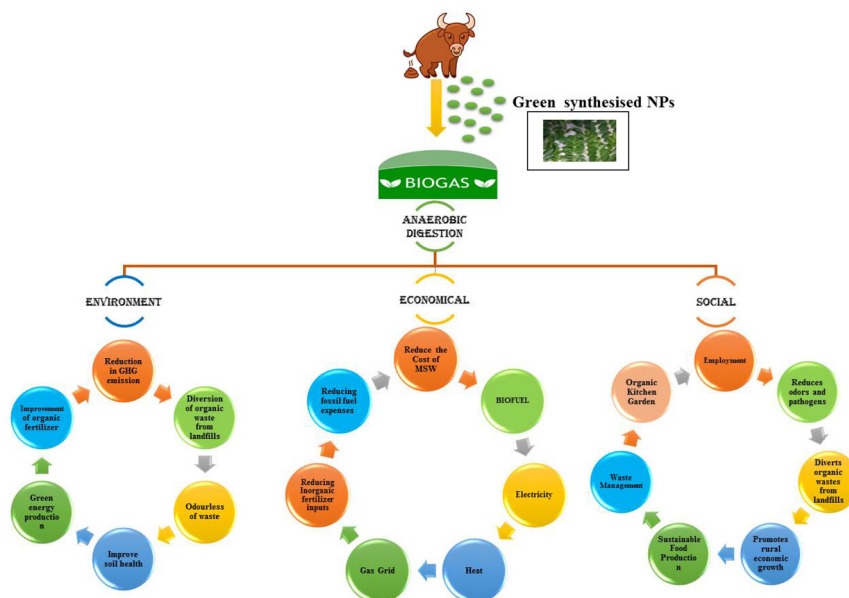 Green synthesised NPs
BIOGAS
ANAEROBIC
DIGESTION
ENVIRONMENT
ECONOMICAL
SOCIAL
Reduction
in GHG
emission
Diversion
of organic
waste
from
landfills
Odourless
of waste
Improve
soil health
Green
energy
productio
n
Improvement
of organic
fertilizer
Reduce the
Cost of
MSW
BIOFUEL
Electricity
Heat
Gas Grid
Reducing
Inorganic
fertilizer
inputs
Reducing
fossil fuel
expenses
Employment
Reduces
odors and
pathogens
Diverts
organic
wastes from
landfills
Promotes
rural
economic
growth
Sustainable
Food
Productio
n
Waste
Management
Organic
Kitchen
Garden